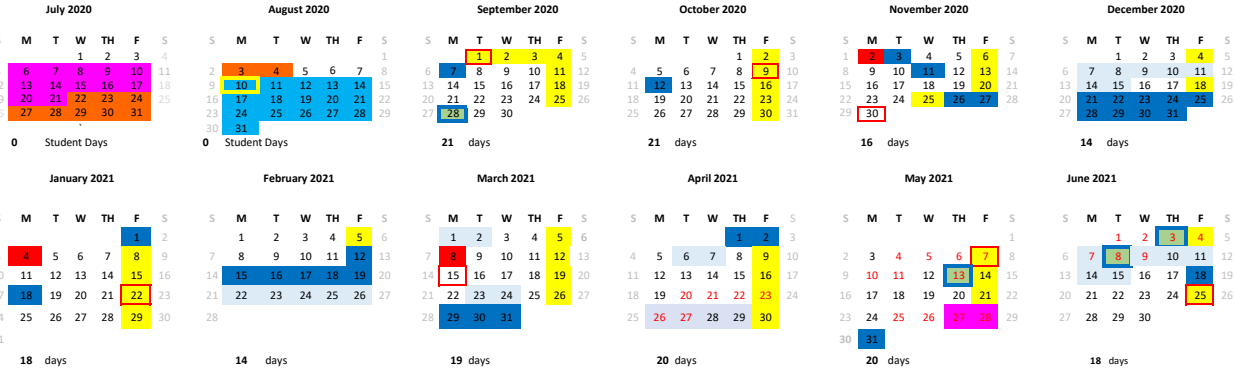 July 2020
S M T W TH F S
1 2 3 4
6 7 8 9 10 11
13 14 15 16 17 18
20 21 22 23 24 25
27 28 29 30 31
0 Student Days
August 2020
S M T W TH F S
1
2 3 4 5 6 7 8
9 10 11 12 13 14 15
16 17 18 19 20 21 22
23 24 25 26 27 28 29
30 31
0 Student Days
September 2020
S M T W TH F S
1 2 3 4 5
6 7 8 9 10 11 12
13 14 15 16 17 18 19
20 21 22 23 24 25 26
27 28 29 30
21 days
October 2020
S M T W TH F S
1 2 3
4 5 6 7 8 9 10
11 12 13 14 15 16 17
18 19 20 21 22 23 24
25 26 27 28 29 30 31
21 days
November 2020
S M T W TH F S
1 2 3 4 5 6 7
8 9 10 11 12 13 14
15 16 17 18 19 20 21
22 23 24 25 26 27 28
29 30
16 days
December 2020
S M T W TH F S
1 2 3 4 5
6 7 8 9 10 11 12
13 14 15 16 17 18 19
20 21 22 23 24 25 26
27 28 29 30 31
14 days
January 2021
S M T W TH F S
1 2
4 5 6 7 8 9
11 12 13 14 15 16
18 19 20 21 22 23
25 26 27 28 29 30
18 days
February 2021
S M T W TH F S
1 2 3 4 5 6
7 8 9 10 11 12 13
14 15 16 17 18 19 20
21 22 23 24 25 26 27
28
14 days
March 2021
S M T W TH F S
1 2 3 4 5 6
7 8 9 10 11 12 13
14 15 16 17 18 19 20
21 22 23 24 25 26 27
28 29 30 31
19 days
April 2021
S M T W TH F S
1 2 3
4 5 6 7 8 9 10
11 12 13 14 15 16 17
18 19 20 21 22 23 24
25 26 27 28 29 30
20 days
May 2021
S M T W TH F S
1
2 3 4 5 6 7 8
9 10 11 12 13 14 15
16 17 18 19 20 21 22
23 24 25 26 27 28 29
30 31
20 days
June 2021
S M T W TH F S
1 2 3 4 5
6 7 8 9 10 11 12
13 14 15 16 17 18 19
20 21 22 23 24 25 26
27 28 29 30
18 days